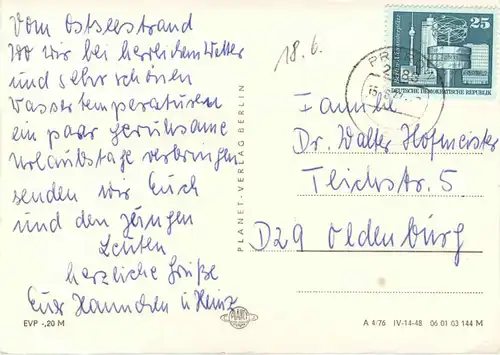 Vom Ostseestrand
Wo wir bei herrlichem Wetter
und sehr schönen
Wassertemperaturen
ein paar geruhsame
Urlaubstage verbringen
senden wir Euch
und den jungen
Leuten
herzliche Grüße
Eure Hannchen u. Heinz
EVP -,20 M
PLANET-VERLAG BERLIN
18.6.
25
DEUTSCHE DEMOKRATISCHE REPUBLIK
Familie
Dr. Walter Hofmeister
Teichstr. 5
D29 Oldenburg
A 4/76 IV-14-48 06 01 03 144 M